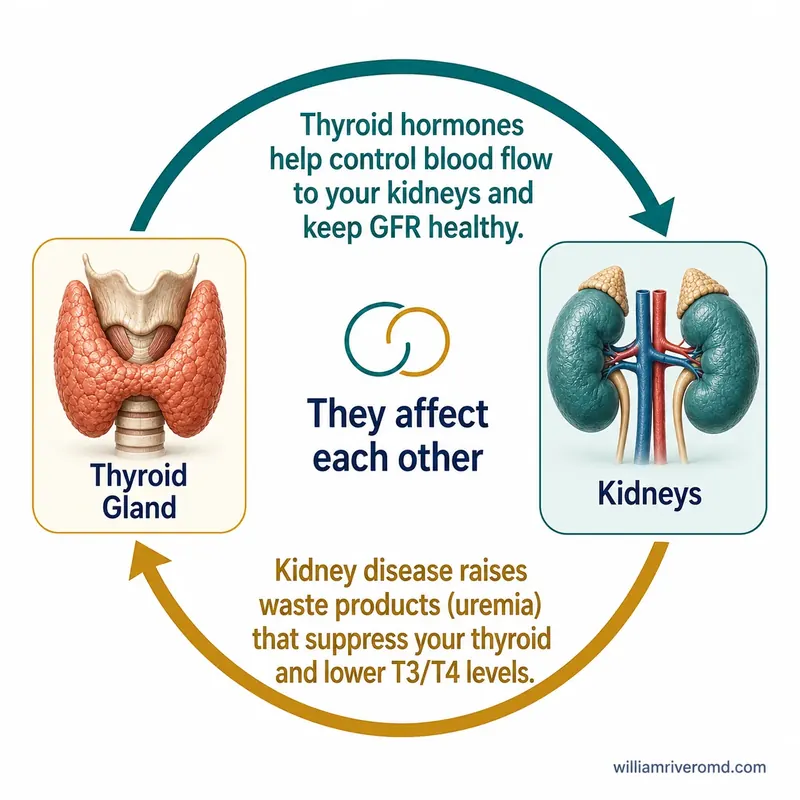 Thyroid hormones
help control blood flow
to your kidneys and
keep GFR healthy.
They affect
each other
Thyroid
Gland
Kidneys
Kidney disease raises
waste products (uremia)
that suppress your thyroid
and lower T3/T4 levels.
williamriveromd.com